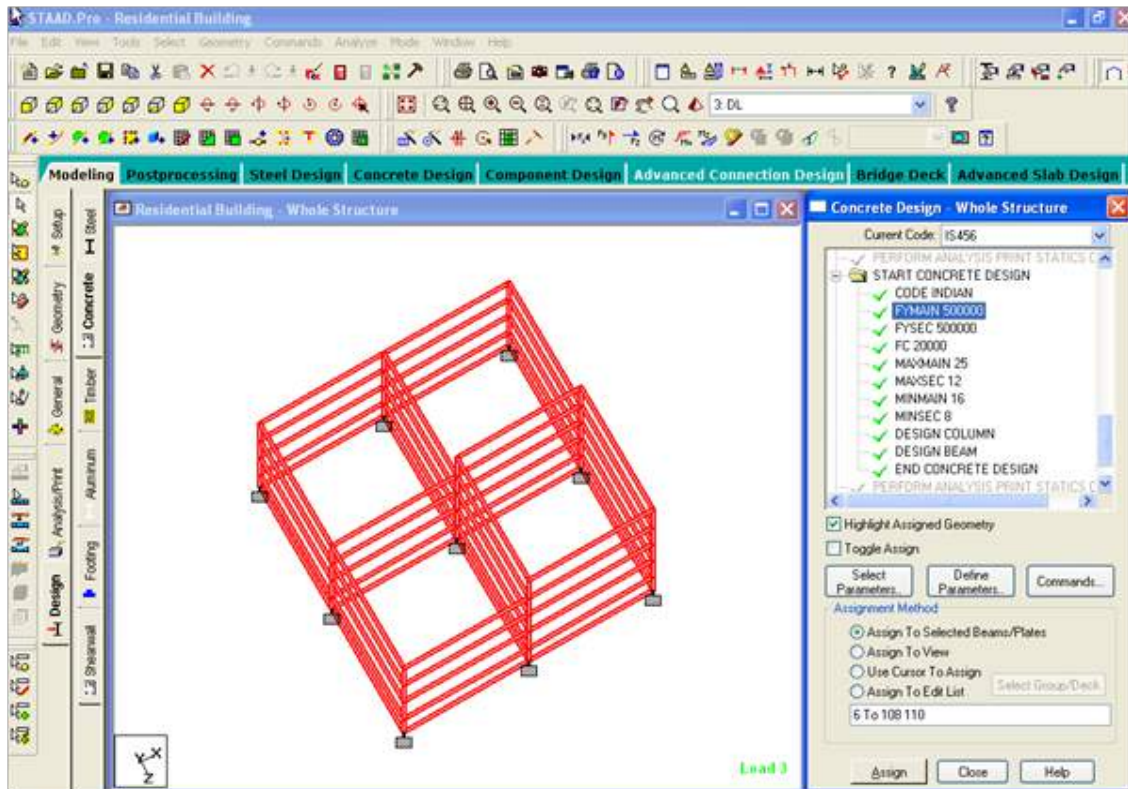 STAAD.Pro - Residential Building
File Edit View Tools Select Geometry Commands Analyze Mode Window Help
3: DL
Modeling Postprocessing Steel Design Concrete Design Component Design Advanced Connection Design Bridge Deck Advanced Slab Design
Setup
Geometry
General
Analysis/Print
Design
Steel
Concrete
Timber
Aluminum
Footing
Shearwall
Residential Building - Whole Structure
Y X
Z
Load 3
Concrete Design - Whole Structure
Current Code: IS456
PERFORM ANALYSIS PRINT STATICS C
START CONCRETE DESIGN
CODE INDIAN
FYMAIN 500000
FYSEC 500000
FC 20000
MAXMAIN 25
MAXSEC 12
MINMAIN 16
MINSEC 8
DESIGN COLUMN
DESIGN BEAM
END CONCRETE DESIGN
PERFORM ANALYSIS PRINT STATICS C
Highlight Assigned Geometry
Toggle Assign
Select Parameters...
Define Parameters...
Commands...
Assignment Method
Assign To Selected Beams/Plates
Assign To View
Use Cursor To Assign
Select Group/Deck
Assign To Edit List
6 To 108 110
Assign Close Help